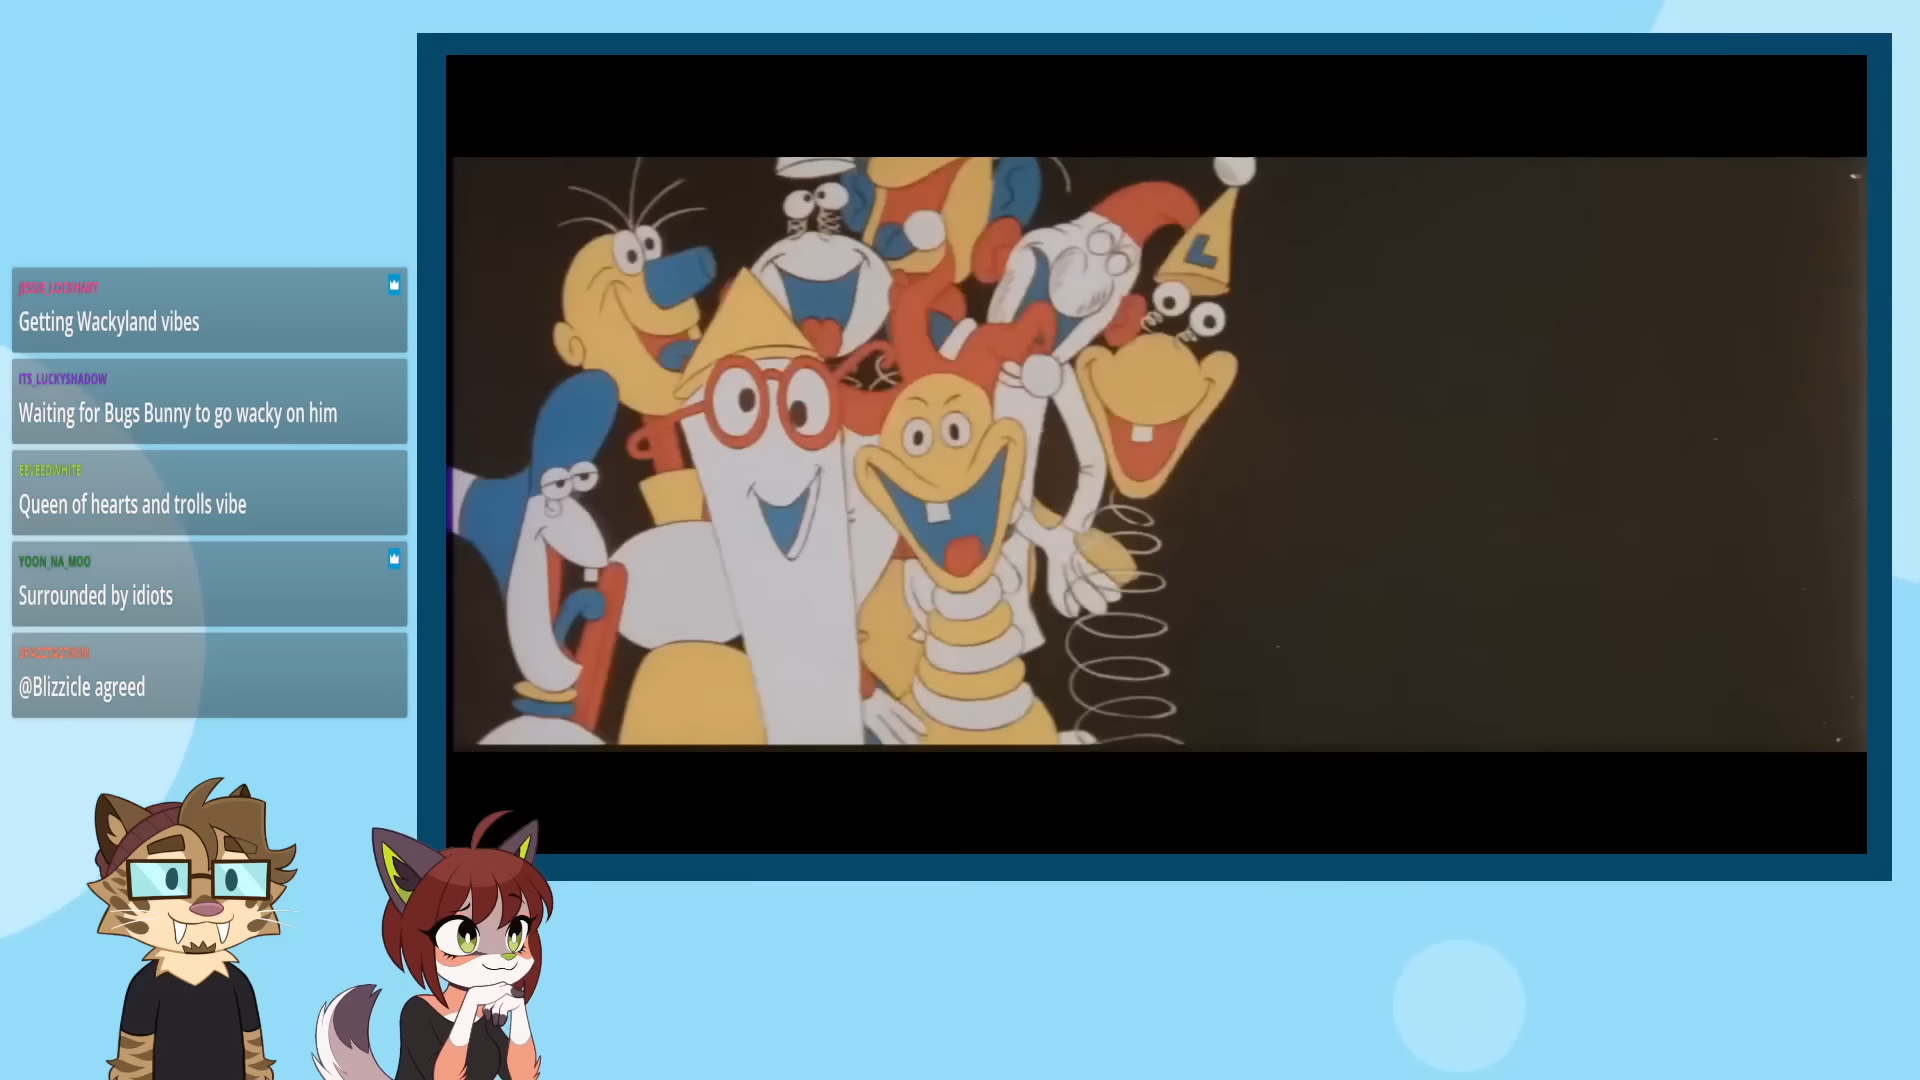 Getting Wackyland vibes
ITS_LUCKYSHADOW
Waiting for Bugs Bunny to go wacky on him
EEVEEDWHITE
Queen of hearts and trolls vibe
YOON_NA_MOO
Surrounded by idiots
@Blizzicle agreed
L